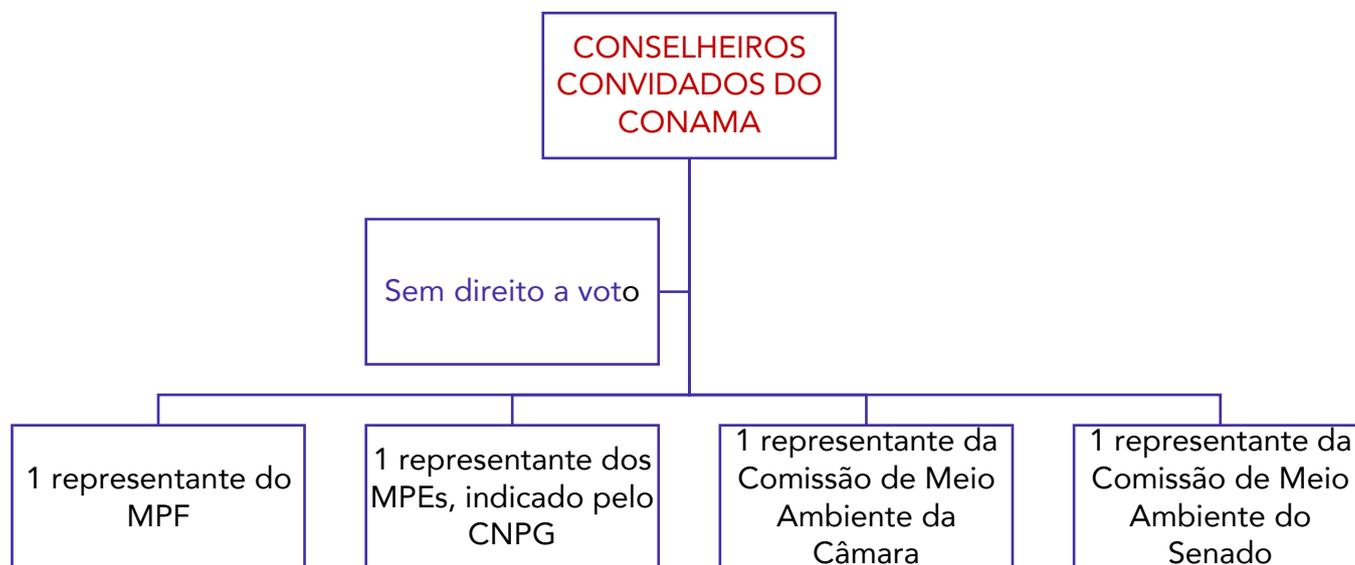 CONSELHEIROS
CONVIDADOS DO
CONAMA
Sem direito a voto
1 representante do
MPF
1 representante dos
MPEs, indicado pelo
CNPG
1 representante da
Comissão de Meio
Ambiente da
Câmara
1 representante da
Comissão de Meio
Ambiente do
Senado